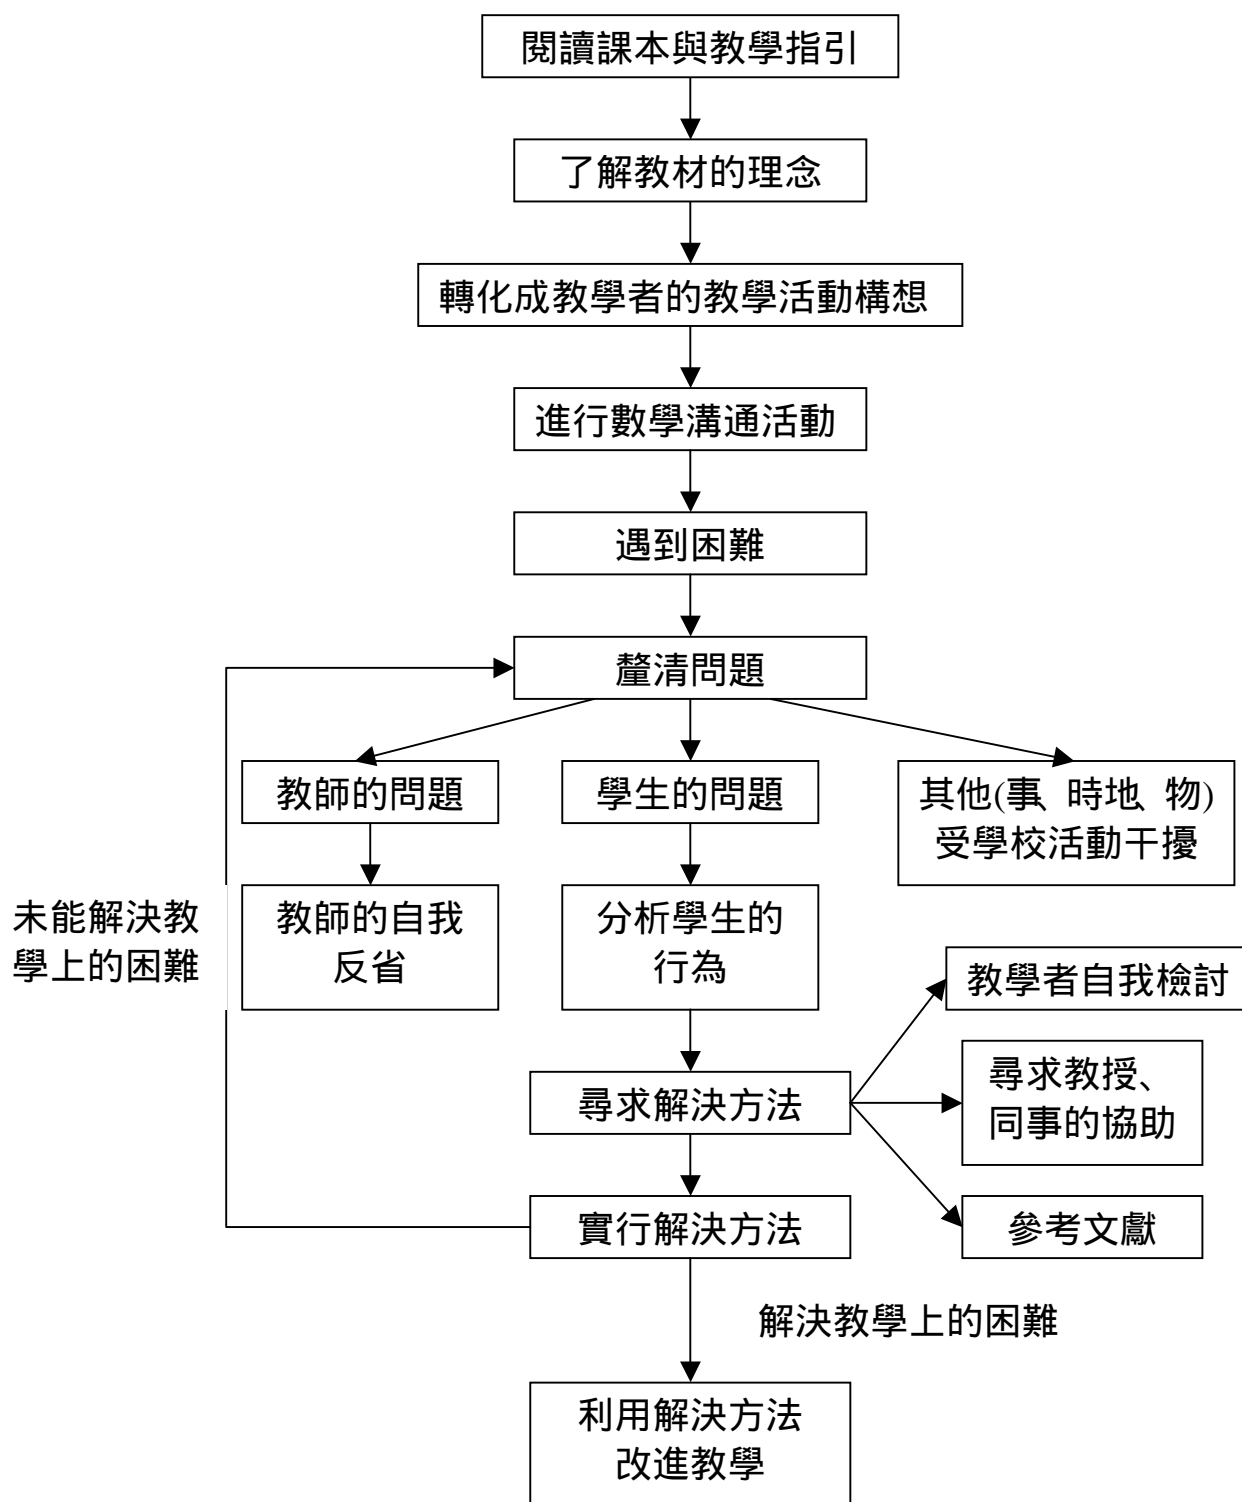 閱讀課本與教學指引
了解教材的理念
轉化成教學者的教學活動構想
進行數學溝通活動
遇到困難
釐清問題
教師的問題
學生的問題
其他(事、時地、物)
受學校活動干擾
未能解決教
學上的困難
教師的自我
反省
分析學生的
行為
教學者自我檢討
尋求解決方法
尋求教授、
同事的協助
實行解決方法
參考文獻
解決教學上的困難
利用解決方法
改進教學